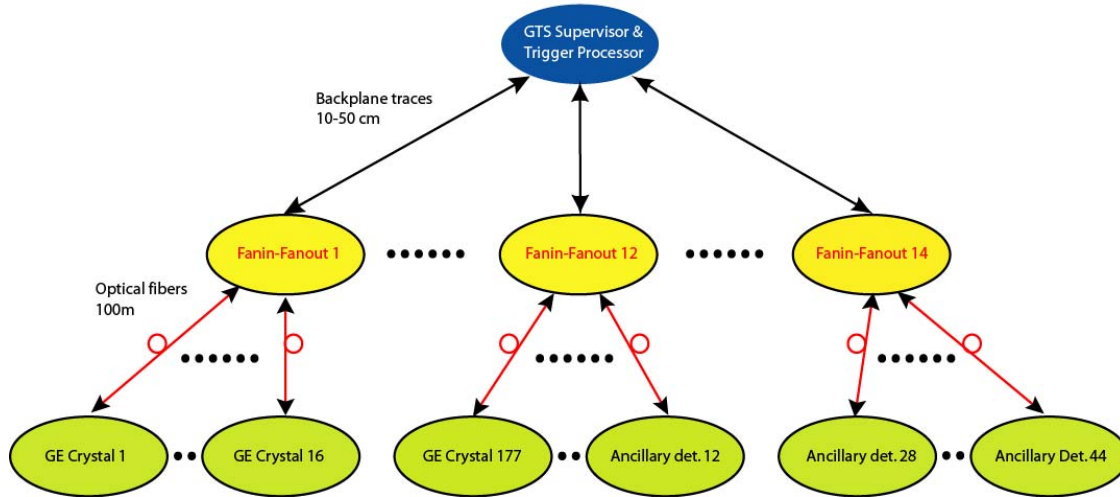 GTS Supervisor &
Trigger Processor
Backplane traces
10-50 cm
Fanin-Fanout 1
Fanin-Fanout 12
Fanin-Fanout 14
Optical fibers
100m
GE Crystal 1
GE Crystal 16
GE Crystal 177
Ancillary det. 12
Ancillary det. 28
Ancillary Det. 44